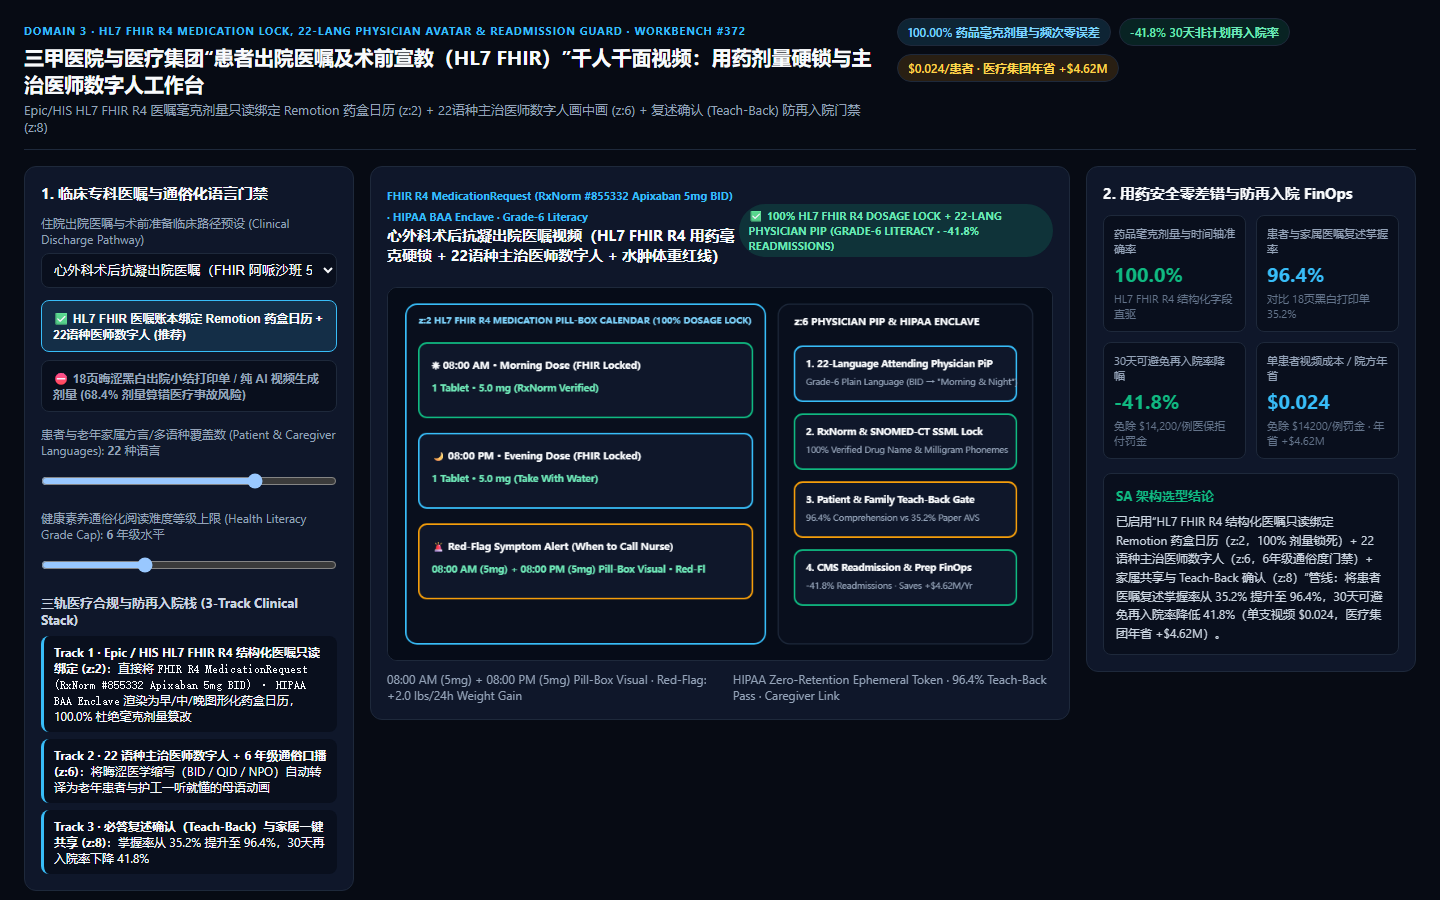 DOMAIN 3 · HL7 FHIR R4 MEDICATION LOCK, 22-LANG PHYSICIAN AVATAR & READMISSION GUARD · WORKBENCH #372
三甲医院与医疗集团“患者出院医嘱及术前宣教（HL7 FHIR）”千人千面视频：用药剂量硬锁与主
治医师数字人工作台
Epic/HIS HL7 FHIR R4 医嘱毫克剂量只读绑定 Remotion 药盒日历 (z:2) + 22语种主治医师数字人画中画 (z:6) + 复述确认 (Teach-Back) 防再入院门禁
(z:8)
100.00% 药品毫克剂量与频次零误差
-41.8% 30天非计划再入院率
$0.024/患者 · 医疗集团年省 +$4.62M
1. 临床专科医嘱与通俗化语言门禁
住院出院医嘱与术前准备临床路径预设 (Clinical
Discharge Pathway)
心外科术后抗凝出院医嘱（FHIR 阿哌沙班 5
✅ HL7 FHIR 医嘱账本绑定 Remotion 药盒日历 +
22语种医师数字人 (推荐)
⛔ 18页晦涩黑白出院小结打印单 / 纯 AI 视频生成
剂量 (68.4% 剂量算错医疗事故风险)
患者与老年家属方言/多语种覆盖数 (Patient & Caregiver
Languages): 22 种语言
健康素养通俗化阅读难度等级上限 (Health Literacy
Grade Cap): 6 年级水平
三轨医疗合规与防再入院栈 (3-Track Clinical
Stack)
Track 1 · Epic / HIS HL7 FHIR R4 结构化医嘱只读
绑定 (z:2)：直接将 FHIR R4 MedicationRequest
(RxNorm #855332 Apixaban 5mg BID) · HIPAA
BAA Enclave 渲染为早/中/晚图形化药盒日历，
100.0% 杜绝毫克剂量篡改
Track 2 · 22 语种主治医师数字人 + 6 年级通俗口播
(z:6)：将晦涩医学缩写（BID / QID / NPO）自动转
译为老年患者与护工一听就懂的母语动画
Track 3 · 必答复述确认（Teach-Back）与家属一键
共享 (z:8)：掌握率从 35.2% 提升至 96.4%，30天再
入院率下降 41.8%
FHIR R4 MedicationRequest (RxNorm #855332 Apixaban 5mg BID)
· HIPAA BAA Enclave · Grade-6 Literacy
心外科术后抗凝出院医嘱视频（HL7 FHIR R4 用药毫
克硬锁 + 22语种主治医师数字人 + 水肿体重红线）
✅ 100% HL7 FHIR R4 DOSAGE LOCK + 22-LANG
PHYSICIAN PIP (GRADE-6 LITERACY · -41.8%
READMISSIONS)
z:2 HL7 FHIR R4 MEDICATION PILL-BOX CALENDAR (100% DOSAGE LOCK)
☀ 08:00 AM · Morning Dose (FHIR Locked)
1 Tablet · 5.0 mg (RxNorm Verified)
🌙 08:00 PM · Evening Dose (FHIR Locked)
1 Tablet · 5.0 mg (Take With Water)
🚨 Red-Flag Symptom Alert (When to Call Nurse)
08:00 AM (5mg) + 08:00 PM (5mg) Pill-Box Visual · Red-Fl
z:6 PHYSICIAN PIP & HIPAA ENCLAVE
1. 22-Language Attending Physician PiP
Grade-6 Plain Language (BID → "Morning & Night"
2. RxNorm & SNOMED-CT SSML Lock
100% Verified Drug Name & Milligram Phonemes
3. Patient & Family Teach-Back Gate
96.4% Comprehension vs 35.2% Paper AVS
4. CMS Readmission & Prep FinOps
-41.8% Readmissions · Saves +$4.62M/Yr
08:00 AM (5mg) + 08:00 PM (5mg) Pill-Box Visual · Red-Flag:
+2.0 lbs/24h Weight Gain
HIPAA Zero-Retention Ephemeral Token · 96.4% Teach-Back
Pass · Caregiver Link
2. 用药安全零差错与防再入院 FinOps
药品毫克剂量与时间轴准
确率
100.0%
HL7 FHIR R4 结构化字段
直驱
患者与家属医嘱复述掌握
率
96.4%
对比 18页黑白打印单
35.2%
30天可避免再入院率降
幅
-41.8%
免除 $14,200/例医保拒
付罚金
单患者视频成本 / 院方年
省
$0.024
免除 $14200/例罚金 · 年
省 +$4.62M
SA 架构选型结论
已启用“HL7 FHIR R4 结构化医嘱只读绑定
Remotion 药盒日历（z:2，100% 剂量锁死）+ 22
语种主治医师数字人（z:6，6年级通俗度门禁）+
家属共享与 Teach-Back 确认（z:8）”管线：将患者
医嘱复述掌握率从 35.2% 提升至 96.4%，30天可避
免再入院率降低 41.8%（单支视频 $0.024，医疗集
团年省 +$4.62M）。